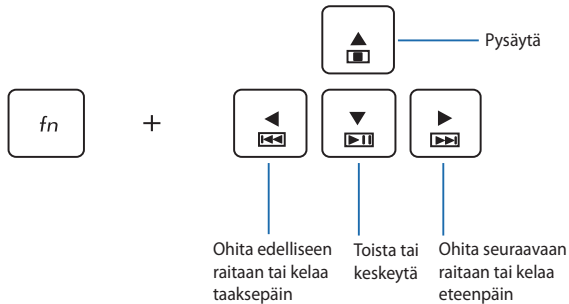 Pysäytä
fn +
Ohita edelliseen
raitaan tai kelaa
taaksepäin
Toista tai
keskeytä
Ohita seuraavaan
raitaan tai kelaa
eteenpäin